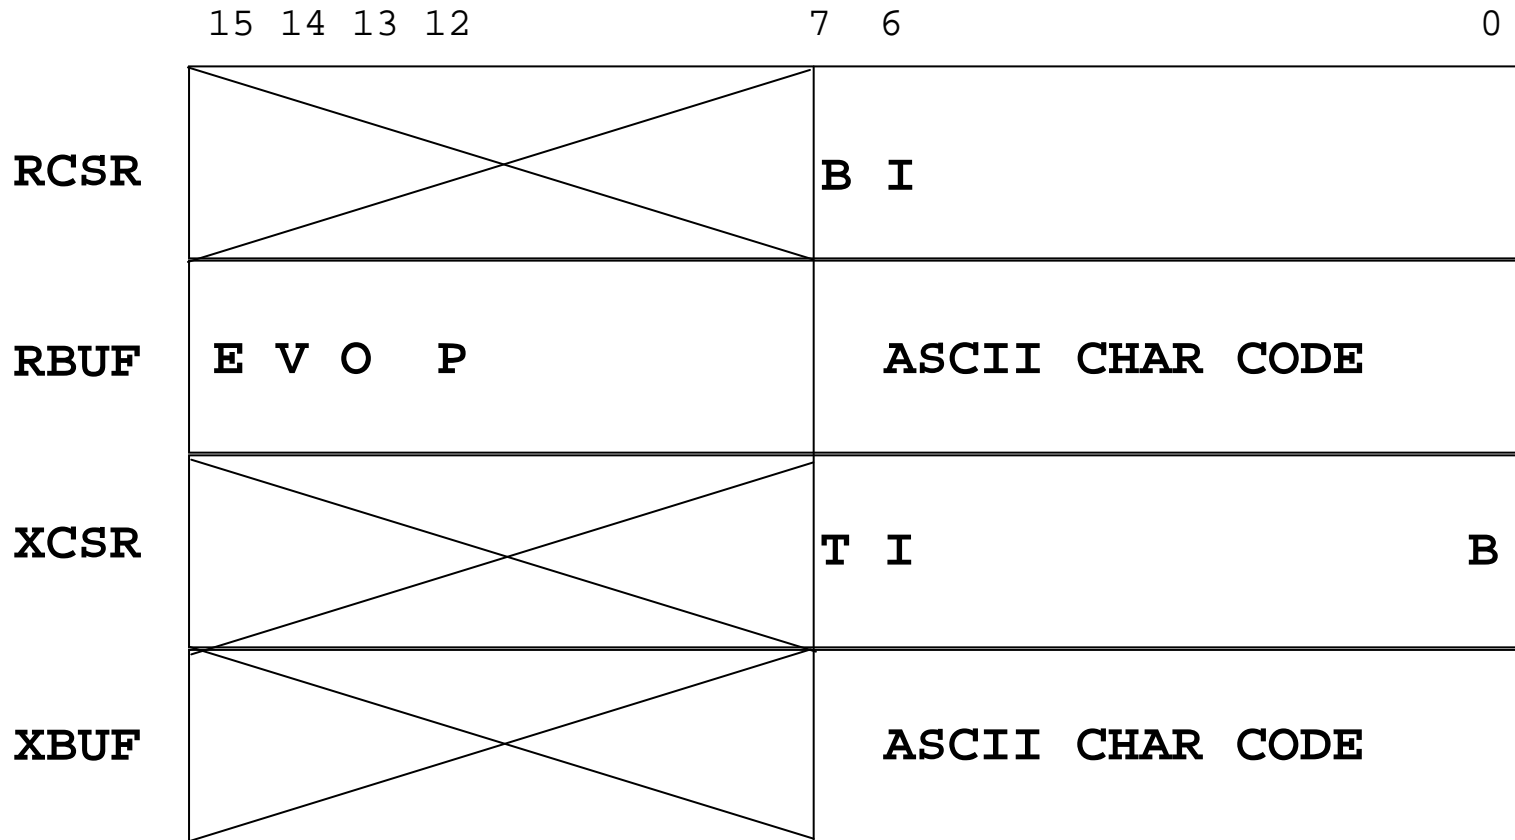 15 14 13 12 7 6 0
RCSR B I
RBUF E V O P ASCII CHAR CODE
XCSR T I B
XBUF ASCII CHAR CODE